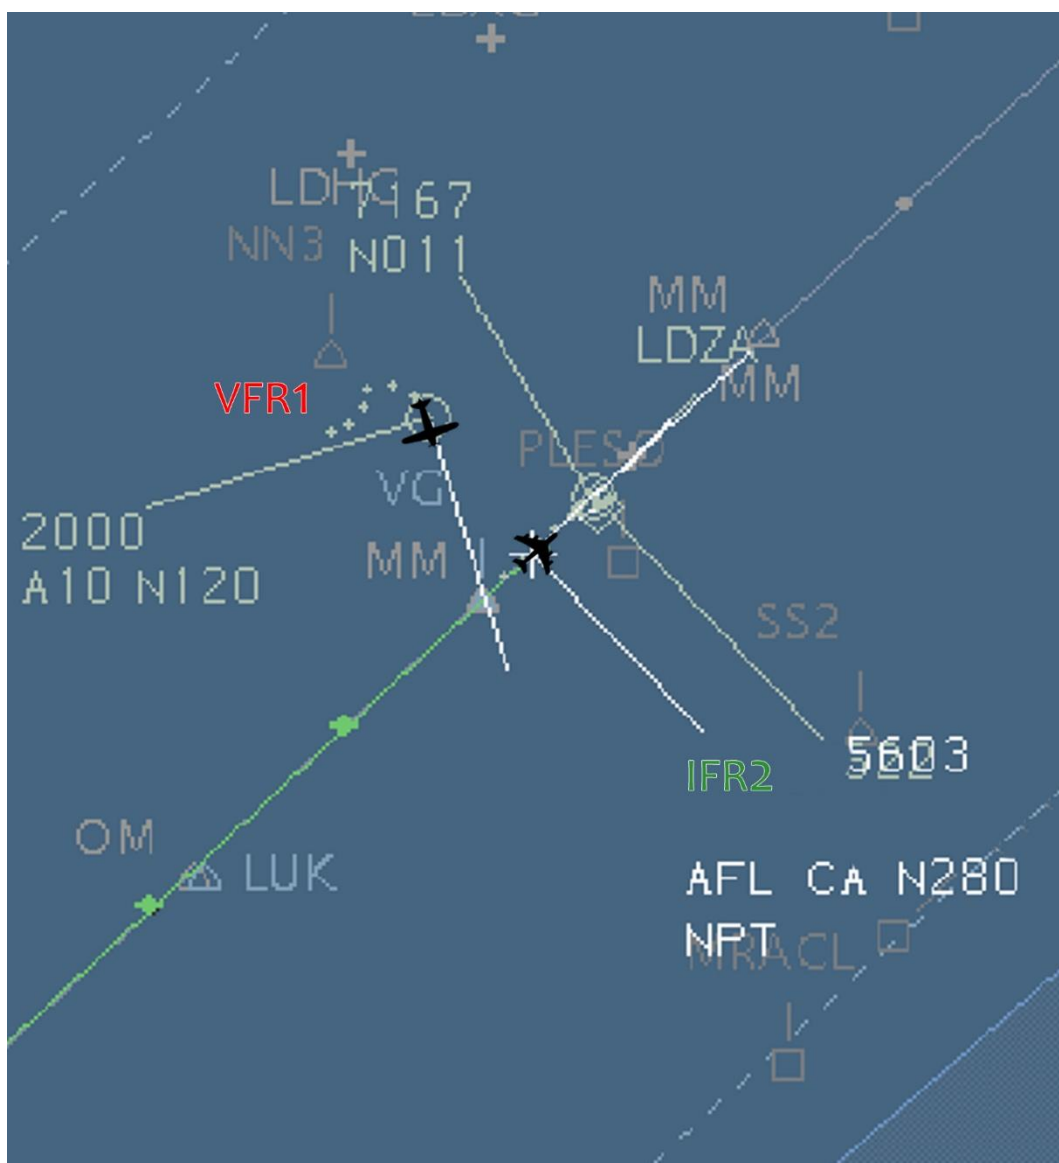 LDHG
7167
NN3
N011
MM
LDZA
MM
VFR1
PLESO
VG
2000
MM
A10 N120
SS2
5603
IFR2
OM
LUK
AFL CA N280
NPT
MRACL